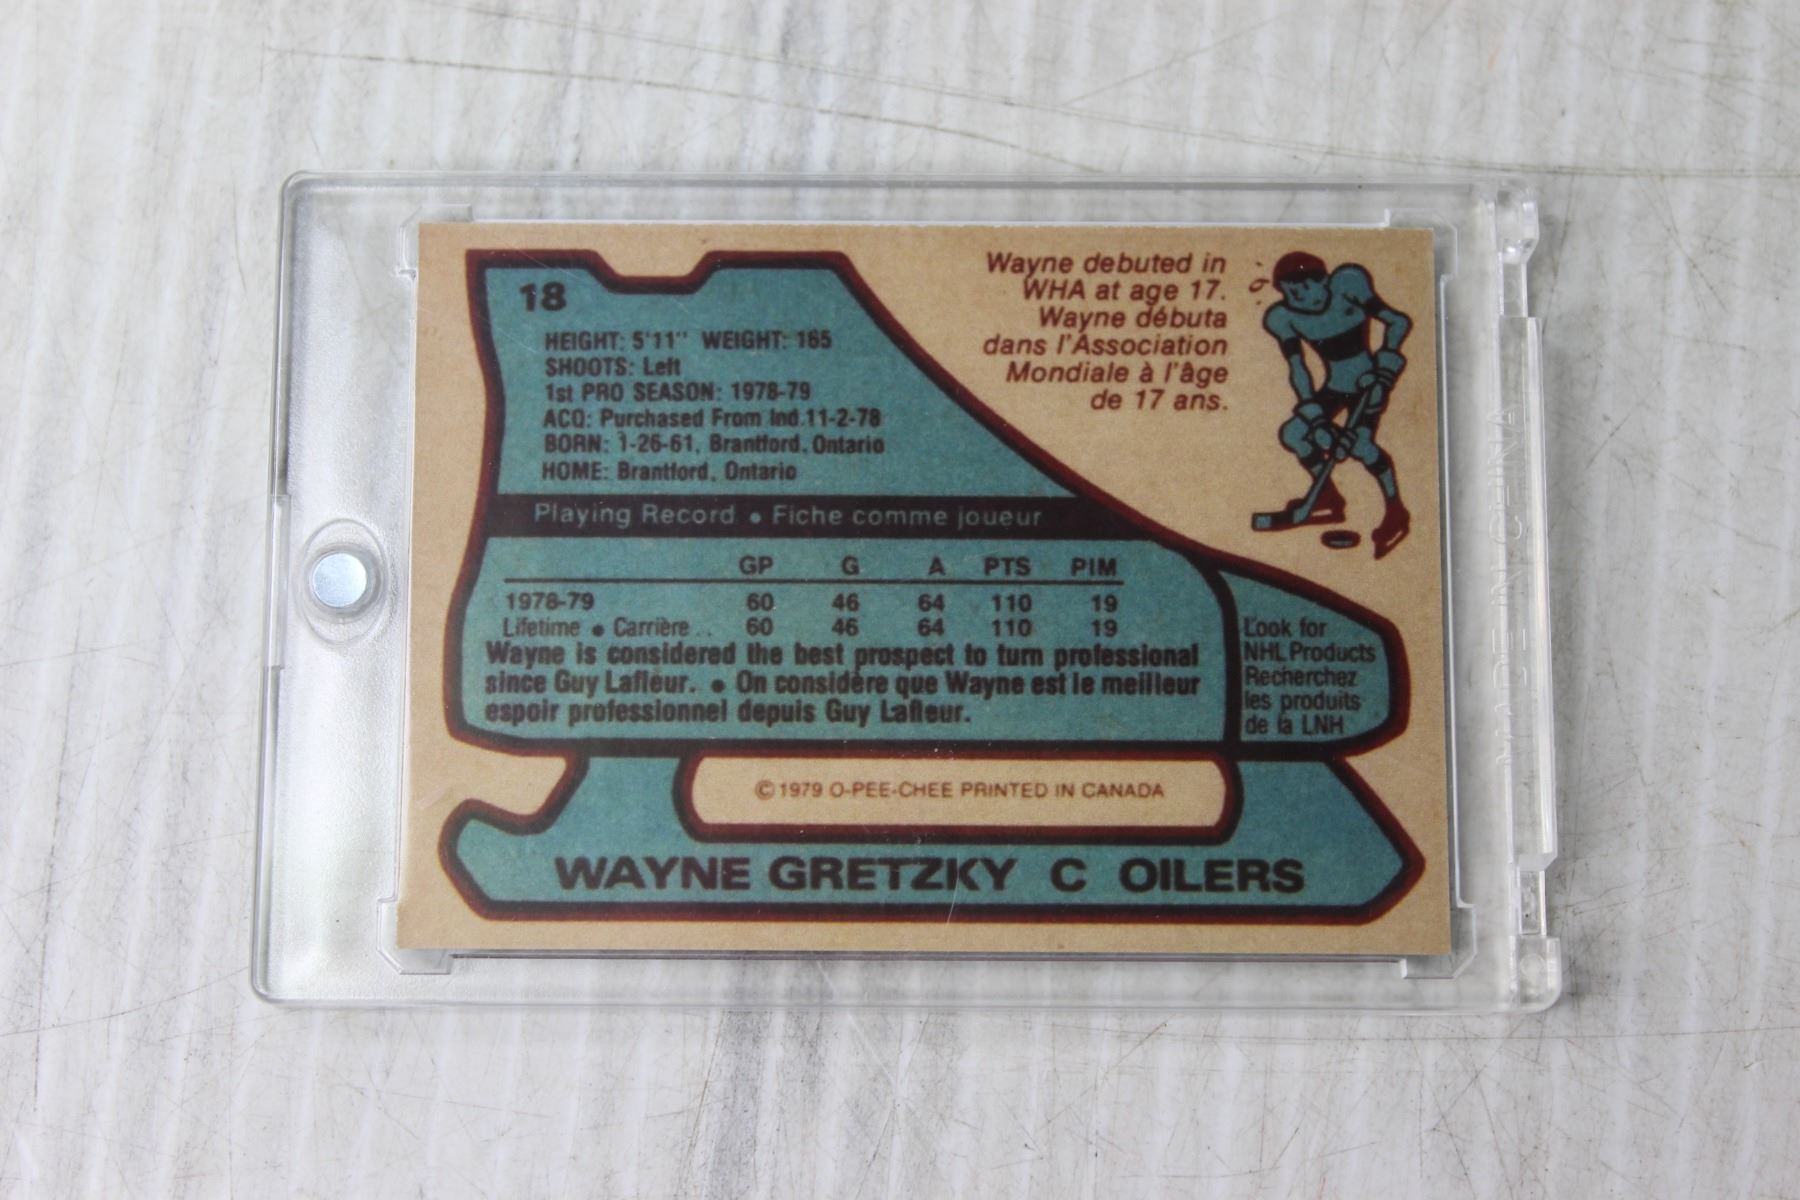 18
HEIGHT: 5'11" WEIGHT: 165
SHOOTS: Left
1st PRO SEASON: 1978-79
ACQ: Purchased From Ind.11-2-78
BORN: 1-26-61, Brantford, Ontario
HOME: Brantford, Ontario
Wayne debuted in
WHA at age 17.
Wayne débuta
dans l'Association
Mondiale à l'âge
de 17 ans.
Playing Record • Fiche comme joueur
GP G A PTS PIM
1978-79 60 46 64 110 19
Lifetime • Carrière .. 60 46 64 110 19
Wayne is considered the best prospect to turn professional
since Guy Lafleur. • On considère que Wayne est le meilleur
espoir professionnel depuis Guy Lafleur.
Look for
NHL Products
Recherchez
les produits
de la LNH
© 1979 O-PEE-CHEE PRINTED IN CANADA
WAYNE GRETZKY C OILERS
MADE IN CHINA